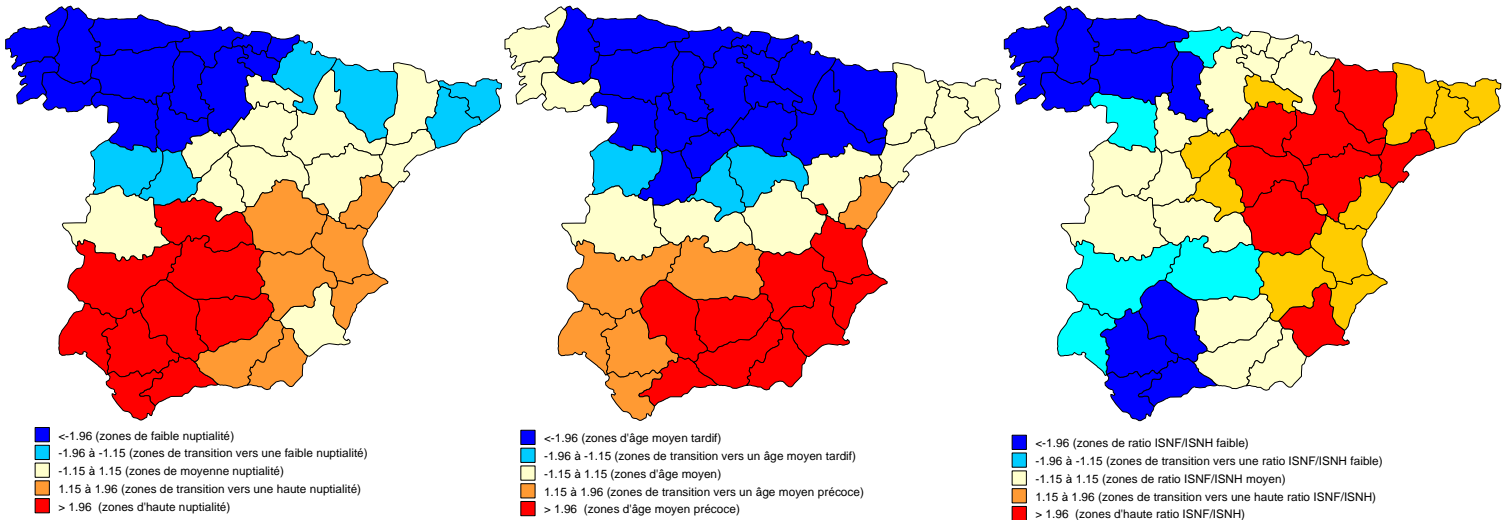 <-1.96 (zones de faible nuptialité)
-1.96 à -1.15 (zones de transition vers une faible nuptialité)
-1.15 à 1.15 (zones de moyenne nuptialité)
1.15 à 1.96 (zones de transition vers une haute nuptialité)
> 1.96 (zones d'haute nuptialité)
<-1.96 (zones d'âge moyen tardif)
-1.96 à -1.15 (zones de transition vers un âge moyen tardif)
-1.15 à 1.15 (zones d'âge moyen)
1.15 à 1.96 (zones de transition vers un âge moyen précoce)
> 1.96 (zones d'âge moyen précoce)
<-1.96 (zones de ratio ISNF/ISNH faible)
-1.96 à -1.15 (zones de transition vers une ratio ISNF/ISNH faible)
-1.15 à 1.15 (zones de ratio ISNF/ISNH moyen)
1.15 à 1.96 (zones de transition vers une haute ratio ISNF/ISNH)
> 1.96 (zones d'haute ratio ISNF/ISNH)